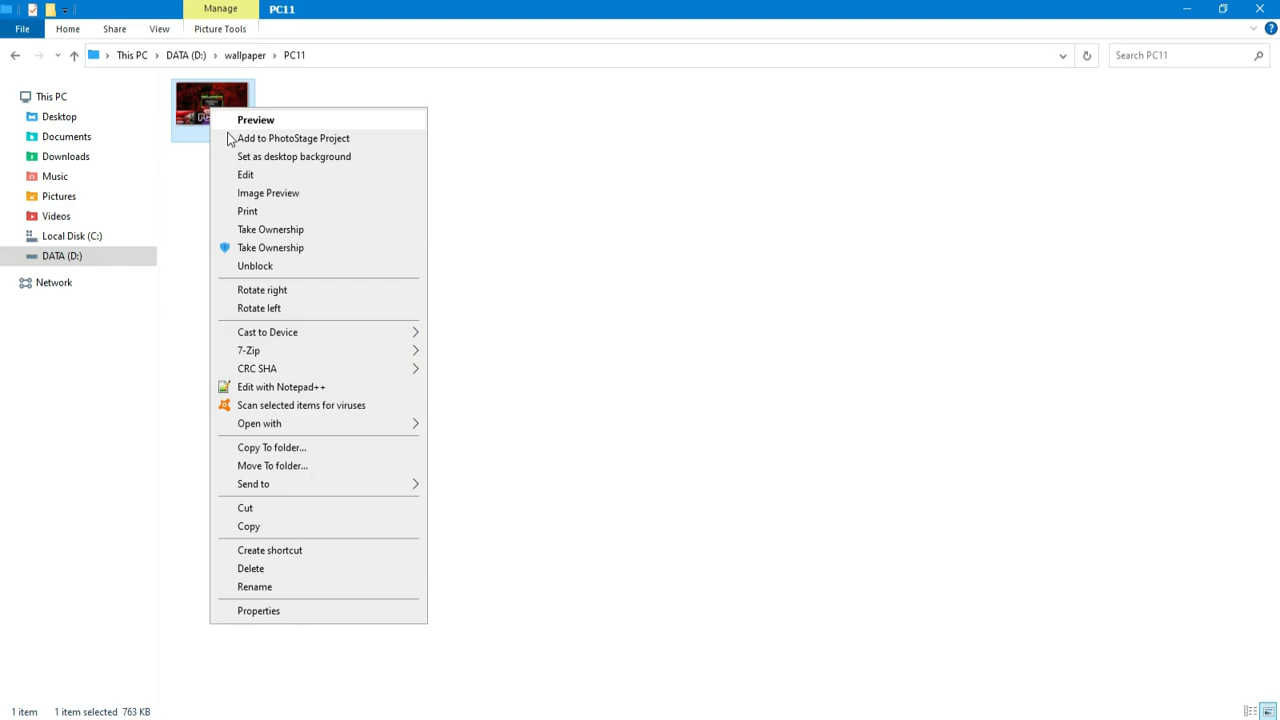 Manage
PC11
File
Home
Share
View
Picture Tools
This PC
DATA (D:)
wallpaper
PC11
Search PC11
This PC
Desktop
Documents
Downloads
Music
Pictures
Videos
Local Disk (C:)
DATA (D:)
Network
Preview
Add to PhotoStage Project
Set as desktop background
Edit
Image Preview
Print
Take Ownership
Take Ownership
Unblock
Rotate right
Rotate left
Cast to Device
7-Zip
CRC SHA
Edit with Notepad++
Scan selected items for viruses
Open with
Copy To folder...
Move To folder...
Send to
Cut
Copy
Create shortcut
Delete
Rename
Properties
1 item
1 item selected 763 KB